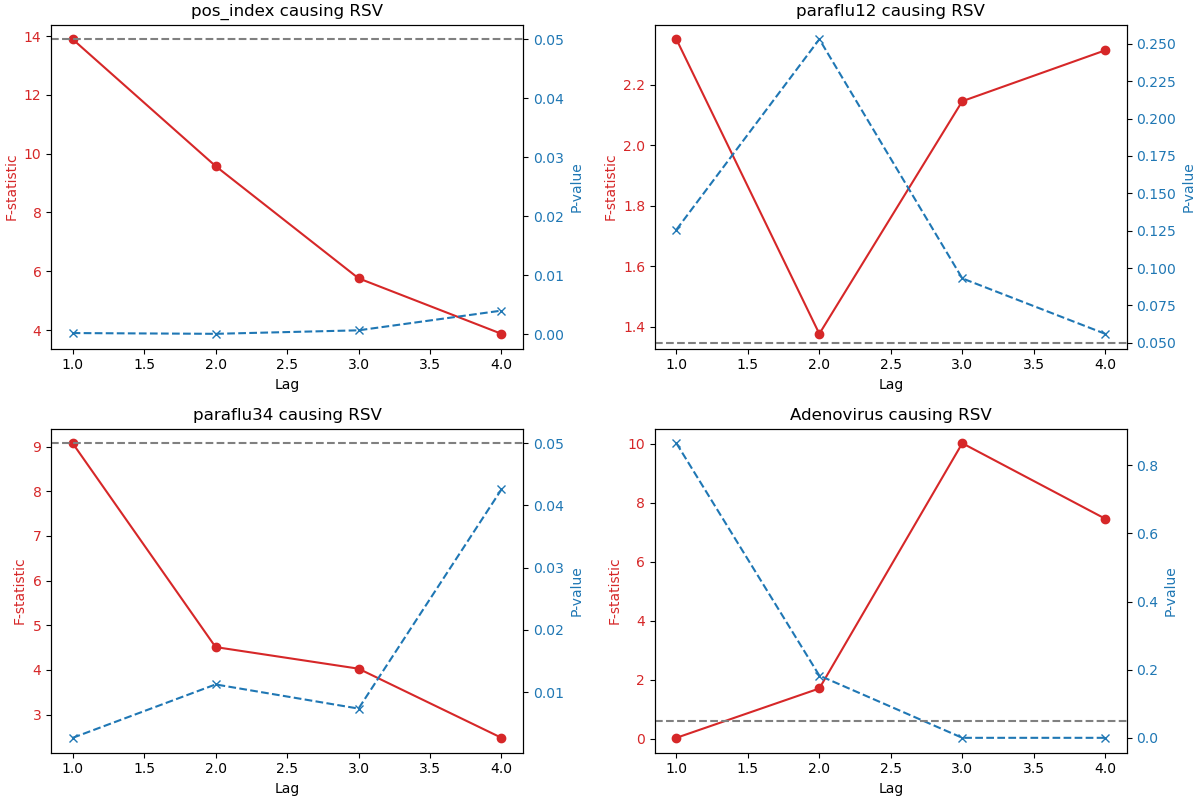 pos_index causing RSV
F-statistic
14
12
10
8
6
4
1.0 1.5 2.0 2.5 3.0 3.5 4.0
Lag
0.05
0.04
0.03
0.02
0.01
0.00
P-value
paraflu12 causing RSV
F-statistic
2.2
2.0
1.8
1.6
1.4
1.0 1.5 2.0 2.5 3.0 3.5 4.0
Lag
0.250
0.225
0.200
0.175
0.150
0.125
0.100
0.075
0.050
P-value
paraflu34 causing RSV
F-statistic
9
8
7
6
5
4
3
1.0 1.5 2.0 2.5 3.0 3.5 4.0
Lag
0.05
0.04
0.03
0.02
0.01
P-value
Adenovirus causing RSV
F-statistic
10
8
6
4
2
0
1.0 1.5 2.0 2.5 3.0 3.5 4.0
Lag
0.8
0.6
0.4
0.2
0.0
P-value